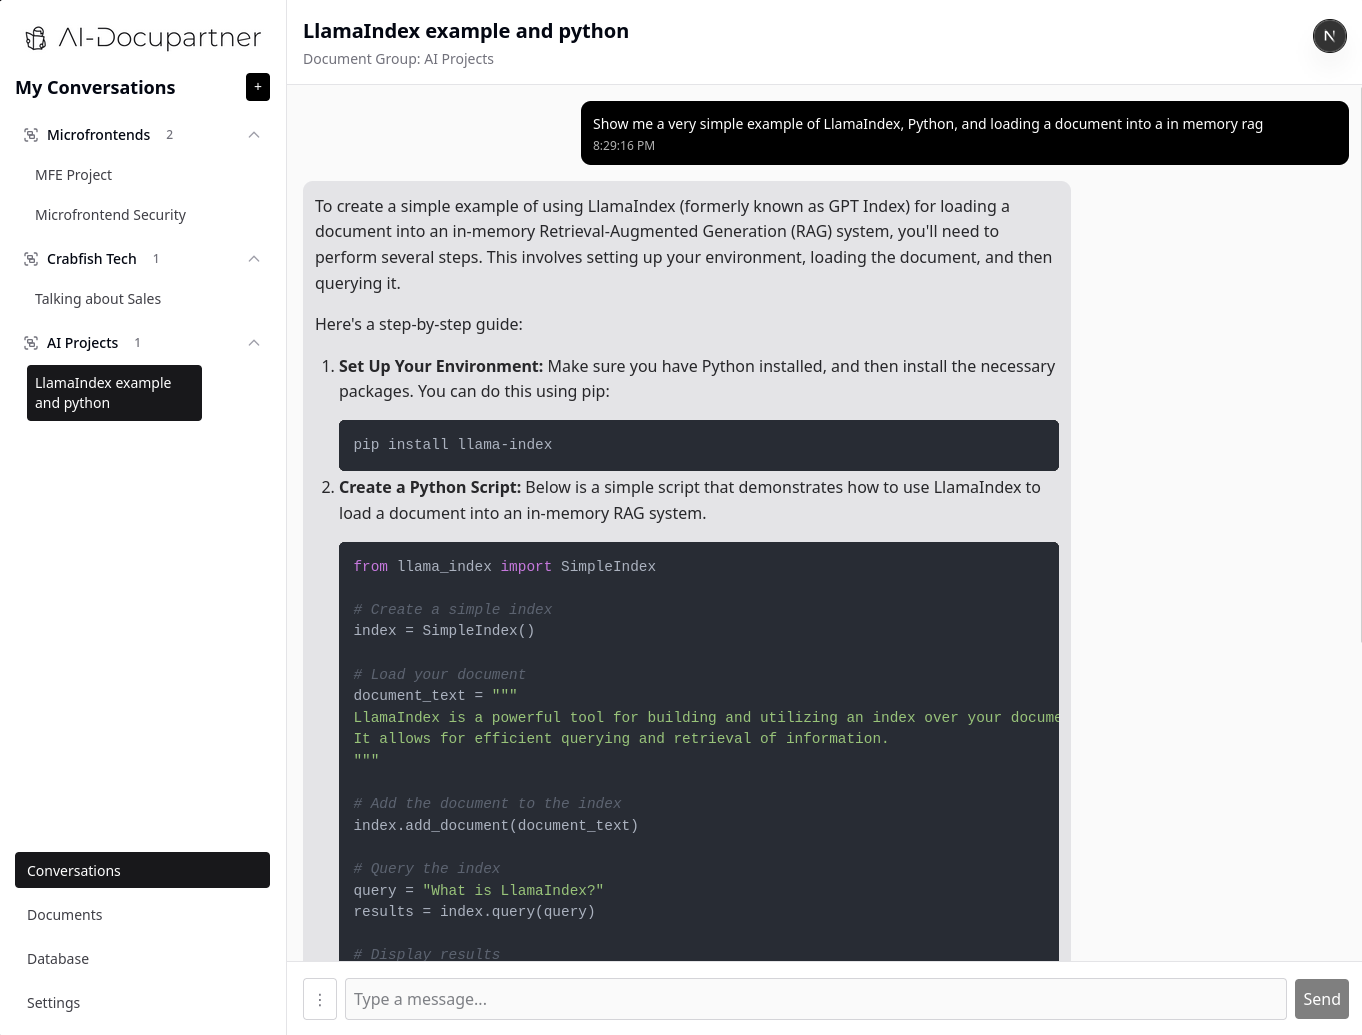 AI-Docupartner
My Conversations
+
Microfrontends 2
MFE Project
Microfrontend Security
Crabfish Tech 1
Talking about Sales
AI Projects 1
LlamaIndex example
and python
Conversations
Documents
Database
Settings
LlamaIndex example and python
Document Group: AI Projects
N
Show me a very simple example of LlamaIndex, Python, and loading a document into a in memory rag
8:29:16 PM
To create a simple example of using LlamaIndex (formerly known as GPT Index) for loading a
document into an in-memory Retrieval-Augmented Generation (RAG) system, you'll need to
perform several steps. This involves setting up your environment, loading the document, and then
querying it.
Here's a step-by-step guide:
1. Set Up Your Environment: Make sure you have Python installed, and then install the necessary
packages. You can do this using pip:
pip install llama-index
2. Create a Python Script: Below is a simple script that demonstrates how to use LlamaIndex to
load a document into an in-memory RAG system.
from llama_index import SimpleIndex
# Create a simple index
index = SimpleIndex()
# Load your document
document_text = """
LlamaIndex is a powerful tool for building and utilizing an index over your docume
It allows for efficient querying and retrieval of information.
"""
# Add the document to the index
index.add_document(document_text)
# Query the index
query = "What is LlamaIndex?"
results = index.query(query)
# Display results
Type a message...
Send